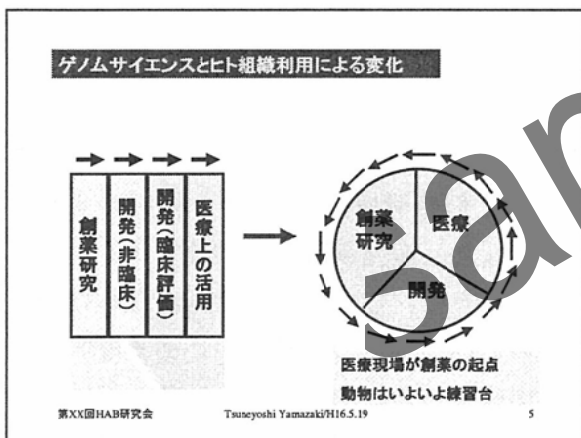 ゲノムサイエンスとヒト組織利用による変化
創薬研究
開発(非臨床)
開発(臨床評価)
医療上の活用
創薬
研究
医療
開発
医療現場が創薬の起点
動物はいよいよ練習台
第XX回HAB研究会
Tsuneyoshi Yamazaki/H16.5.19
5